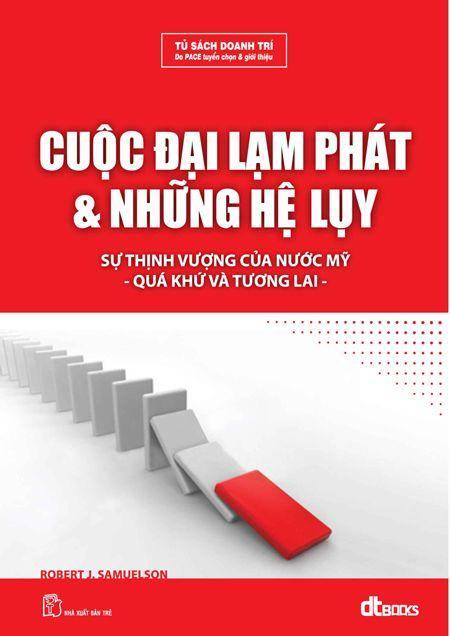 TỦ SÁCH DOANH TRÍ
Do PACE tuyển chọn & giới thiệu
CUỘC ĐẠI LẠM PHÁT
& NHỮNG HỆ LỤY
SỰ THỊNH VƯỢNG CỦA NƯỚC MỸ
- QUÁ KHỨ VÀ TƯƠNG LAI -
ROBERT J. SAMUELSON
NHÀ XUẤT BẢN TRẺ
dtBOOKS